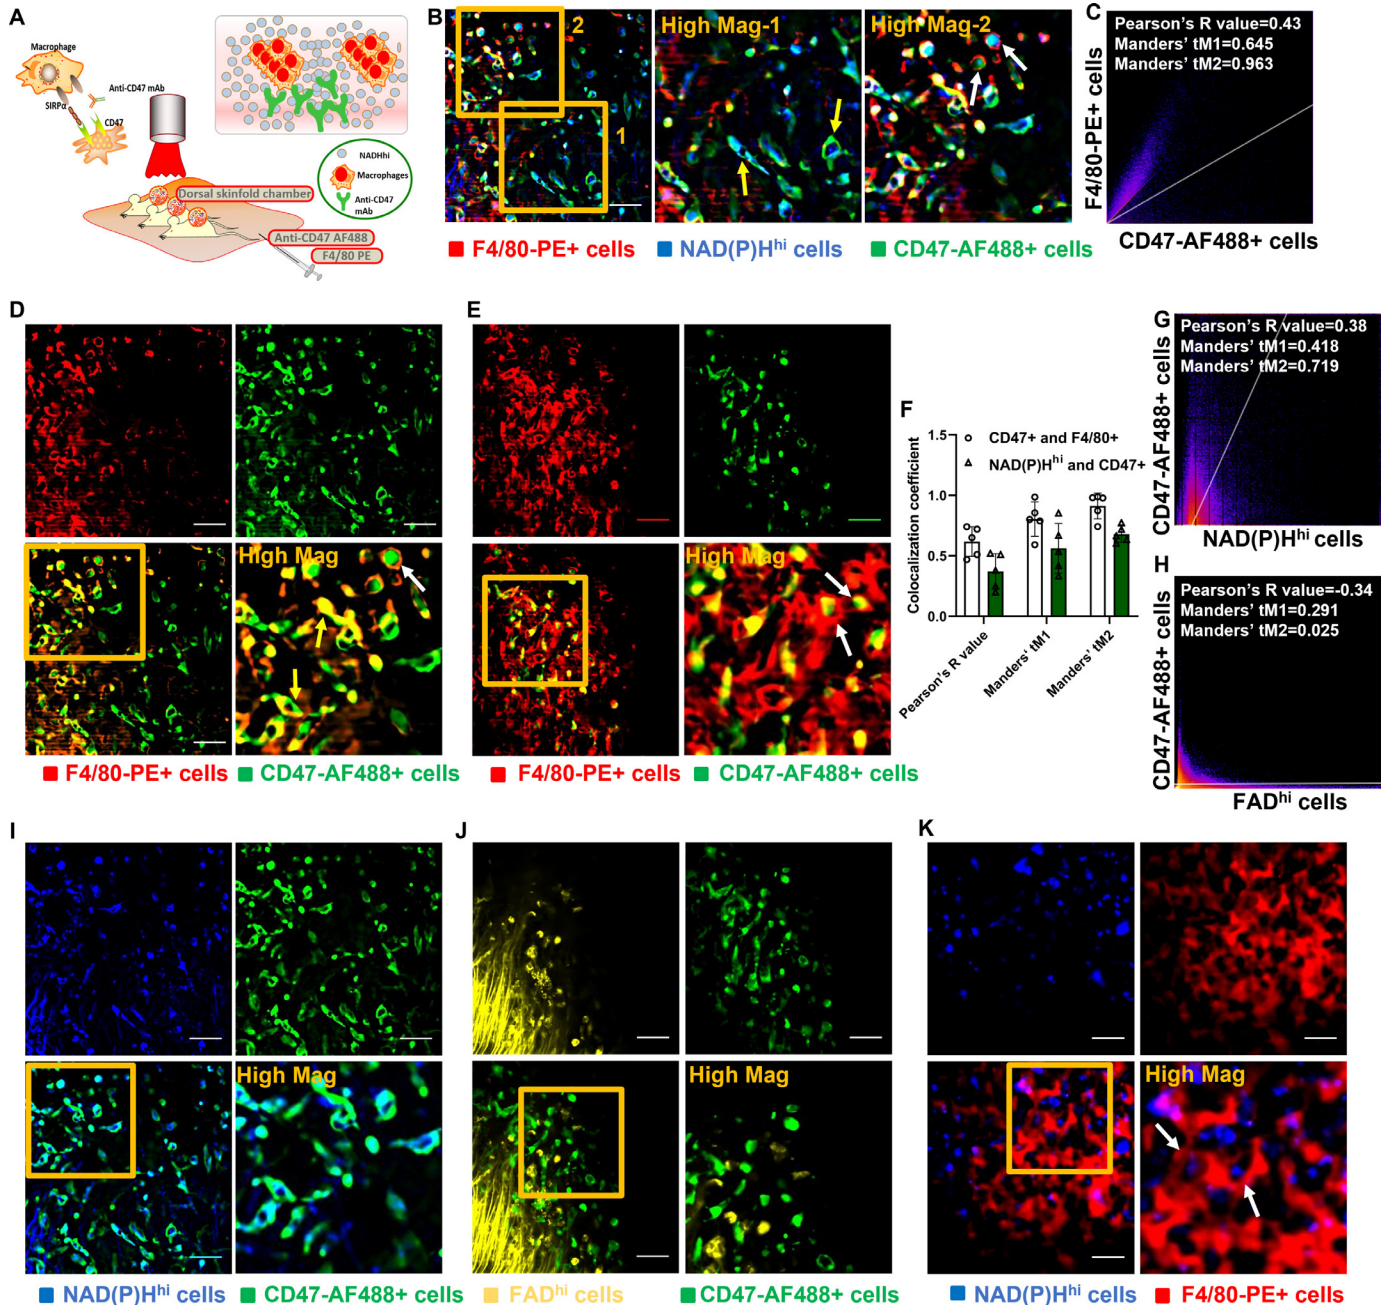 A
Macrophage
Anti-CD47 mAb
SIRPα
CD47
NADHhi
Macrophages
Anti-CD47
mAb
Dorsal skinfold chamber
Anti-CD47 AF488
F4/80 PE
B
2
1
High Mag-1
High Mag-2
F4/80-PE+ cells
NAD(P)Hhi cells
CD47-AF488+ cells
C
Pearson's R value=0.43
Manders' tM1=0.645
Manders' tM2=0.963
F4/80-PE+ cells
CD47-AF488+ cells
D
High Mag
F4/80-PE+ cells
CD47-AF488+ cells
E
High Mag
F4/80-PE+ cells
CD47-AF488+ cells
F
Colocalization coefficient
1.5
1.0
0.5
0.0
CD47+ and F4/80+
NAD(P)Hhi and CD47+
Pearson's R value
Manders' tM1
Manders' tM2
G
Pearson's R value=0.38
Manders' tM1=0.418
Manders' tM2=0.719
CD47-AF488+ cells
NAD(P)Hhi cells
H
Pearson's R value=-0.34
Manders' tM1=0.291
Manders' tM2=0.025
CD47-AF488+ cells
FADhi cells
I
High Mag
NAD(P)Hhi cells
CD47-AF488+ cells
J
High Mag
FADhi cells
CD47-AF488+ cells
K
High Mag
NAD(P)Hhi cells
F4/80-PE+ cells